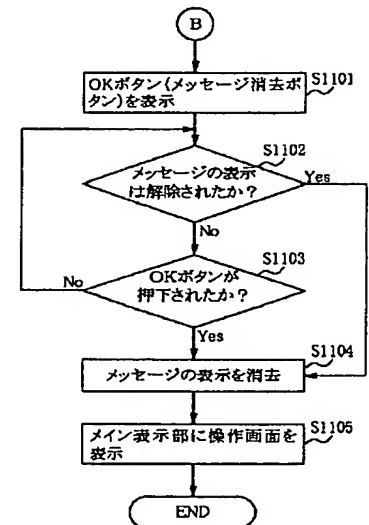 B
S1101
OKボタン(メッセージ消去ボ
タン)を表示
S1102
メッセージの表示
は解除されたか?
Yes
No
S1103
OKボタンが
押下されたか?
No
Yes
S1104
メッセージの表示を消去
S1105
メイン表示部に操作画面を
表示
END